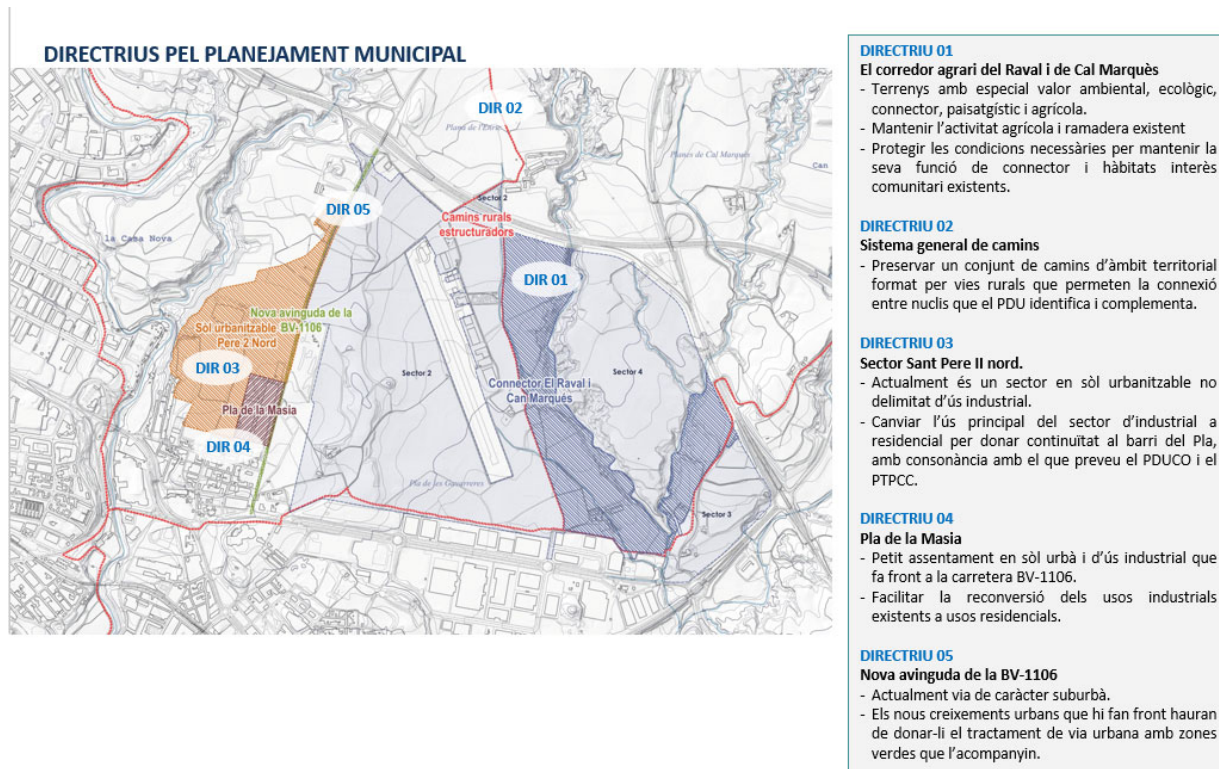 DIRECTRIUS PEL PLANEJAMENT MUNICIPAL
DIR 02
Plans de l'Erra
Planes de Cal Marquès
Can
DIR 05
Sector 2
Camins rurals
estructuradors
la Casa Nova
DIR 01
Nova avinguda de la
Sòl urbanitzable BV-1106
Pere 2 Nord
DIR 03
Sector 2
Sector 4
Connector El Raval i
Can Marquès
Pla de la Masia
DIR 04
Pla de les Gavarreres
Sector 3
DIRECTRIU 01
El corredor agrari del Raval i de Cal Marquès
- Terrenys amb especial valor ambiental, ecològic,
connector, paisatgístic i agrícola.
- Mantenir l'activitat agrícola i ramadera existent
- Protegir les condicions necessàries per mantenir la
seva funció de connector i hàbitats interès
comunitari existents.
DIRECTRIU 02
Sistema general de camins
- Preservar un conjunt de camins d'àmbit territorial
format per vies rurals que permeten la connexió
entre nuclis que el PDU identifica i complementa.
DIRECTRIU 03
Sector Sant Pere II nord.
- Actualment és un sector en sòl urbanitzable no
delimitat d'ús industrial.
- Canviar l'ús principal del sector d'industrial a
residencial per donar continuïtat al barri del Pla,
amb consonància amb el que preveu el PDUCO i el
PTPCC.
DIRECTRIU 04
Pla de la Masia
- Petit assentament en sòl urbà i d'ús industrial que
fa front a la carretera BV-1106.
- Facilitar la reconversió dels usos industrials
existents a usos residencials.
DIRECTRIU 05
Nova avinguda de la BV-1106
- Actualment via de caràcter suburbà.
- Els nous creixements urbans que hi fan front hauran
de donar-li el tractament de via urbana amb zones
verdes que l'acompanyin.